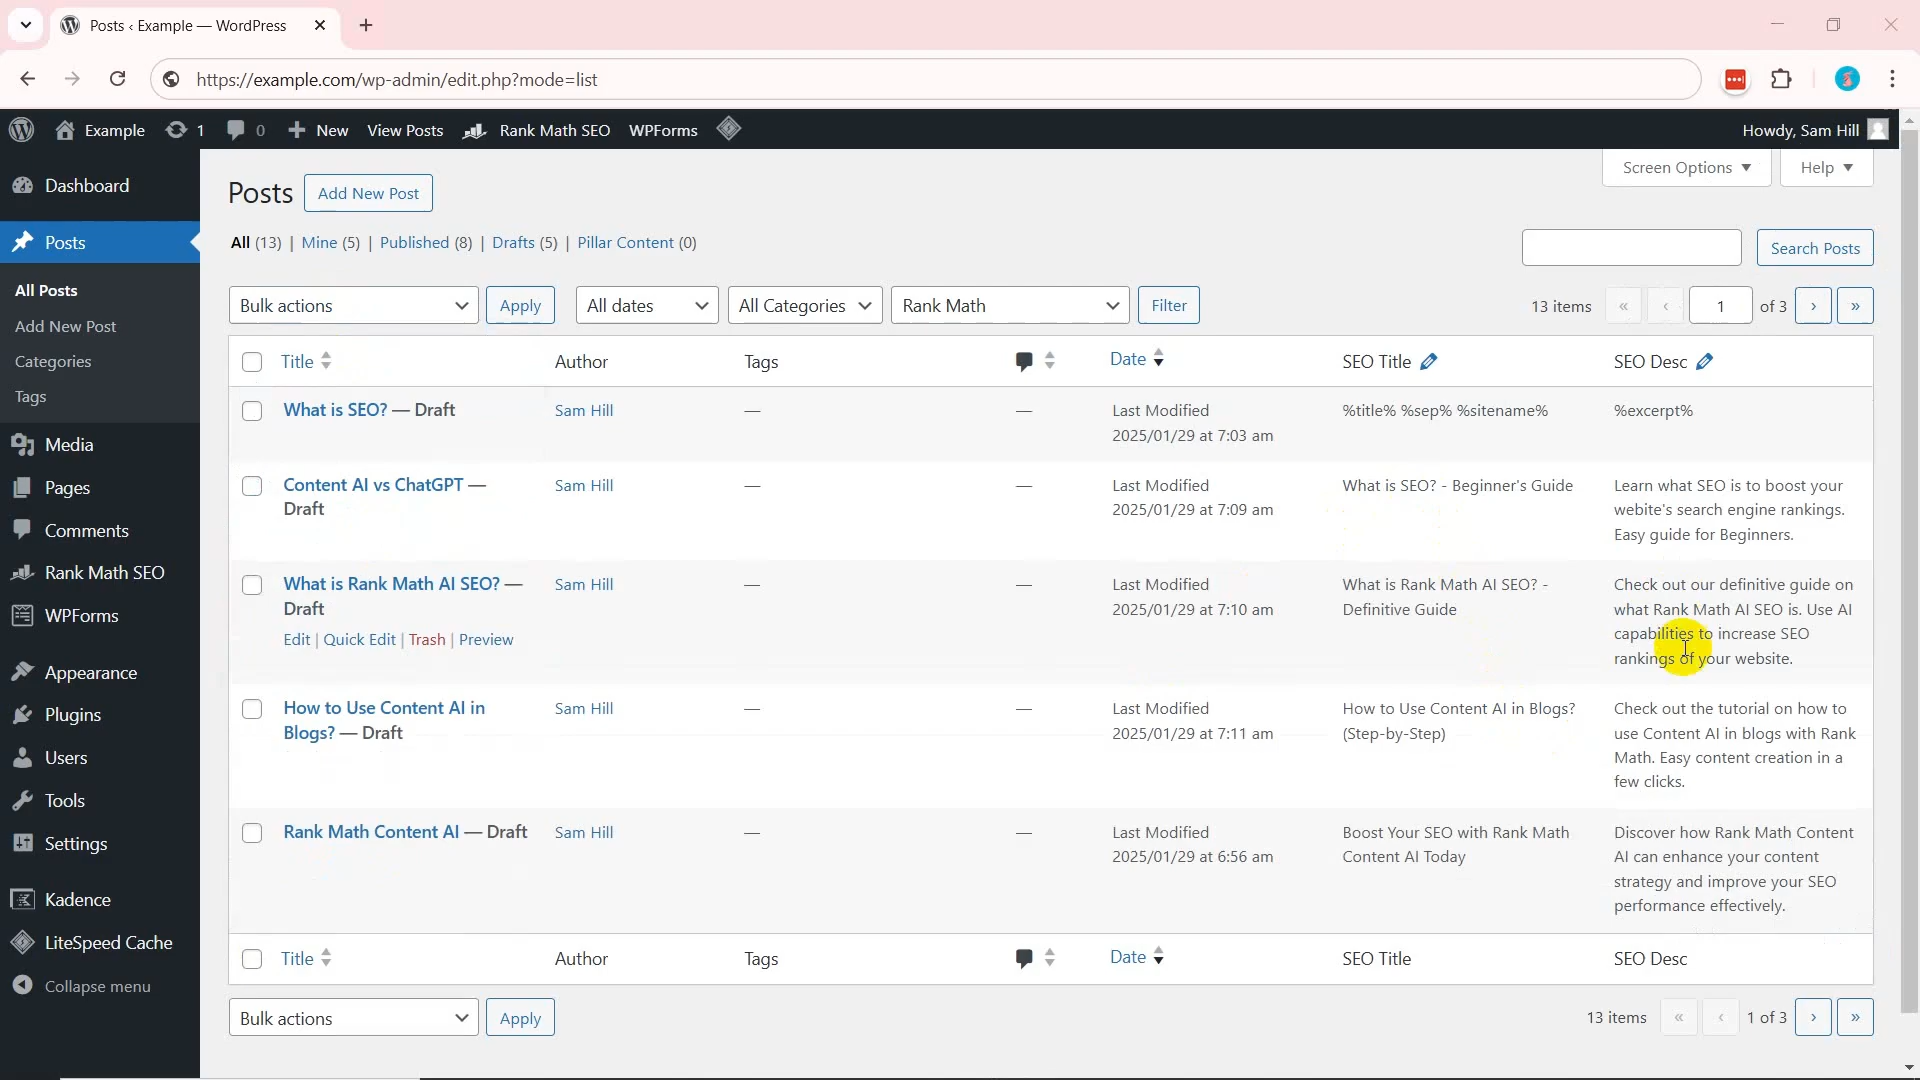 Posts ‹ Example — WordPress
https://example.com/wp-admin/edit.php?mode=list
Example 1 0 New View Posts Rank Math SEO WPForms Howdy, Sam Hill
Screen Options Help
Dashboard
Posts
All Posts
Add New Post
Categories
Tags
Media
Pages
Comments
Rank Math SEO
WPForms
Appearance
Plugins
Users
Tools
Settings
Kadence
LiteSpeed Cache
Collapse menu
Posts Add New Post
All (13) | Mine (5) | Published (8) | Drafts (5) | Pillar Content (0)
Search Posts
Bulk actions Apply All dates All Categories Rank Math Filter 13 items « ‹ 1 of 3 › »
Title Author Tags Date SEO Title SEO Desc
What is SEO? — Draft
Sam Hill
—
—
Last Modified
2025/01/29 at 7:03 am
%title% %sep% %sitename%
%excerpt%
Content AI vs ChatGPT —
Draft
Sam Hill
—
—
Last Modified
2025/01/29 at 7:09 am
What is SEO? - Beginner's Guide
Learn what SEO is to boost your
webite's search engine rankings.
Easy guide for Beginners.
What is Rank Math AI SEO? —
Draft
Edit | Quick Edit | Trash | Preview
Sam Hill
—
—
Last Modified
2025/01/29 at 7:10 am
What is Rank Math AI SEO? -
Definitive Guide
Check out our definitive guide on
what Rank Math AI SEO is. Use AI
capabilities to increase SEO
rankings of your website.
How to Use Content AI in
Blogs? — Draft
Sam Hill
—
—
Last Modified
2025/01/29 at 7:11 am
How to Use Content AI in Blogs?
(Step-by-Step)
Check out the tutorial on how to
use Content AI in blogs with Rank
Math. Easy content creation in a
few clicks.
Rank Math Content AI — Draft
Sam Hill
—
—
Last Modified
2025/01/29 at 6:56 am
Boost Your SEO with Rank Math
Content AI Today
Discover how Rank Math Content
AI can enhance your content
strategy and improve your SEO
performance effectively.
Title Author Tags Date SEO Title SEO Desc
Bulk actions Apply 13 items « ‹ 1 of 3 › »